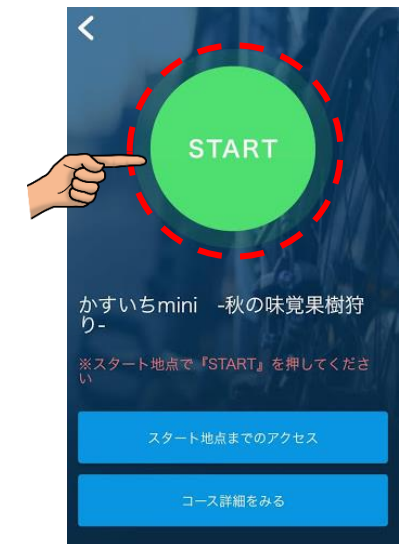 START
かすいちmini　-秋の味覚果樹狩
り-
※スタート地点で『START』を押してくださ
い
スタート地点までのアクセス
コース詳細をみる